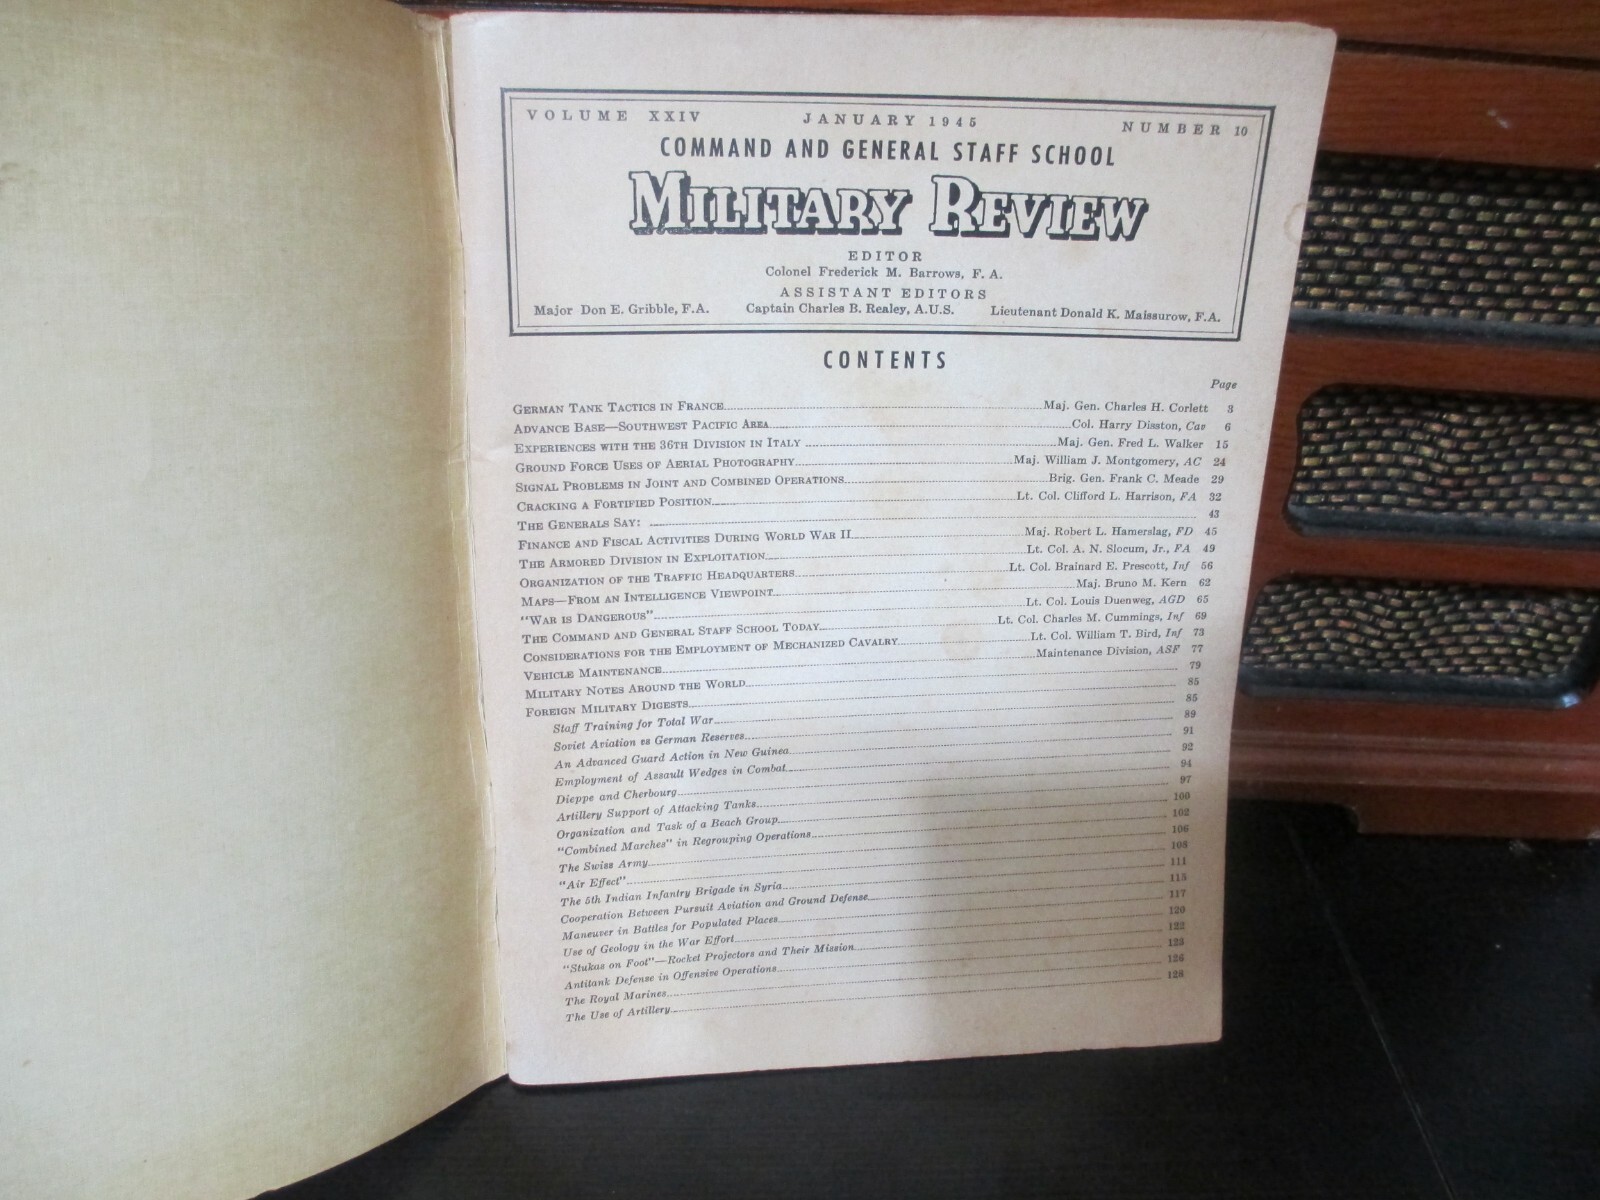 VOLUME XXIV JANUARY 1945 NUMBER 10
COMMAND AND GENERAL STAFF SCHOOL
MILITARY REVIEW
EDITOR
Colonel Frederick M. Barrows, F. A.
ASSISTANT EDITORS
Major Don E. Gribble, F.A. Captain Charles B. Realey, A.U.S. Lieutenant Donald K. Maissurow, F.A.
CONTENTS
Page
GERMAN TANK TACTICS IN FRANCE Maj. Gen. Charles H. Corlett 3
ADVANCE BASE—SOUTHWEST PACIFIC AREA Col. Harry Disston, Cav 6
EXPERIENCES WITH THE 36TH DIVISION IN ITALY Maj. Gen. Fred L. Walker 15
GROUND FORCE USES OF AERIAL PHOTOGRAPHY Maj. William J. Montgomery, AC 24
SIGNAL PROBLEMS IN JOINT AND COMBINED OPERATIONS Brig. Gen. Frank C. Meade 29
CRACKING A FORTIFIED POSITION Lt. Col. Clifford L. Harrison, FA 32
THE GENERALS SAY: 43
FINANCE AND FISCAL ACTIVITIES DURING WORLD WAR II Maj. Robert L. Hamerslag, FD 45
THE ARMORED DIVISION IN EXPLOITATION Lt. Col. A. N. Slocum, Jr., FA 49
ORGANIZATION OF THE TRAFFIC HEADQUARTERS Lt. Col. Brainard E. Prescott, Inf 56
MAPS—FROM AN INTELLIGENCE VIEWPOINT Maj. Bruno M. Kern 62
"WAR IS DANGEROUS" Lt. Col. Louis Duenweg, AGD 65
THE COMMAND AND GENERAL STAFF SCHOOL TODAY Lt. Col. Charles M. Cummings, Inf 69
CONSIDERATIONS FOR THE EMPLOYMENT OF MECHANIZED CAVALRY Lt. Col. William T. Bird, Inf 73
VEHICLE MAINTENANCE Maintenance Division, ASF 77
MILITARY NOTES AROUND THE WORLD 79
FOREIGN MILITARY DIGESTS 85
Staff Training for Total War 85
Soviet Aviation vs German Reserves 89
An Advanced Guard Action in New Guinea 91
Employment of Assault Wedges in Combat 92
Dieppe and Cherbourg 94
Artillery Support of Attacking Tanks 97
Organization and Task of a Beach Group 100
"Combined Marches" in Regrouping Operations 102
The Swiss Army 106
"Air Effect" 108
The 5th Indian Infantry Brigade in Syria 111
Cooperation Between Pursuit Aviation and Ground Defense 115
Maneuver in Battles for Populated Places 117
Use of Geology in the War Effort 120
"Stukas on Foot"—Rocket Projectors and Their Mission 122
Antitank Defense in Offensive Operations 123
The Royal Marines 126
The Use of Artillery 128